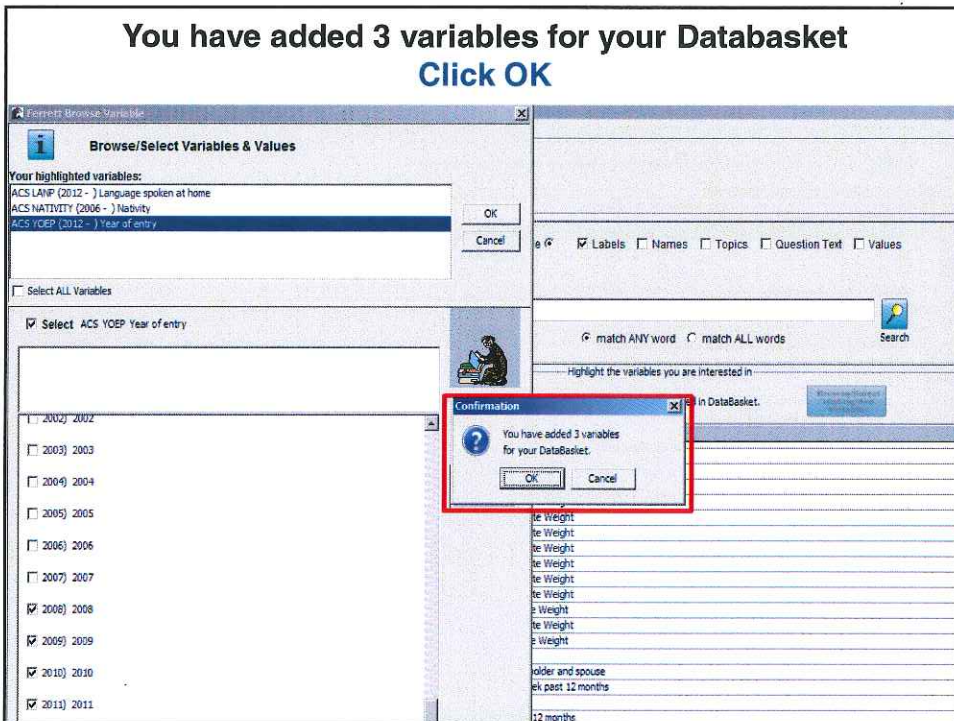 You have added 3 variables for your Databasket
Click OK
Ferrett Browse Variable
Browse/Select Variables & Values
Your highlighted variables:
ACS LANP (2012 - ) Language spoken at home
ACS NATIVITY (2006 - ) Nativity
ACS YOEP (2012 - ) Year of entry
OK
Cancel
Select ALL Variables
Select ACS YOEP Year of entry
2002) 2002
2003) 2003
2004) 2004
2005) 2005
2006) 2006
2007) 2007
2008) 2008
2009) 2009
2010) 2010
2011) 2011
Labels Names Topics Question Text Values
match ANY word match ALL words
Search
Highlight the variables you are interested in
in DataBasket.
Confirmation
You have added 3 variables
for your DataBasket.
OK Cancel
te Weight
te Weight
te Weight
te Weight
te Weight
te Weight
e Weight
te Weight
e Weight
older and spouse
ek past 12 months
12 months